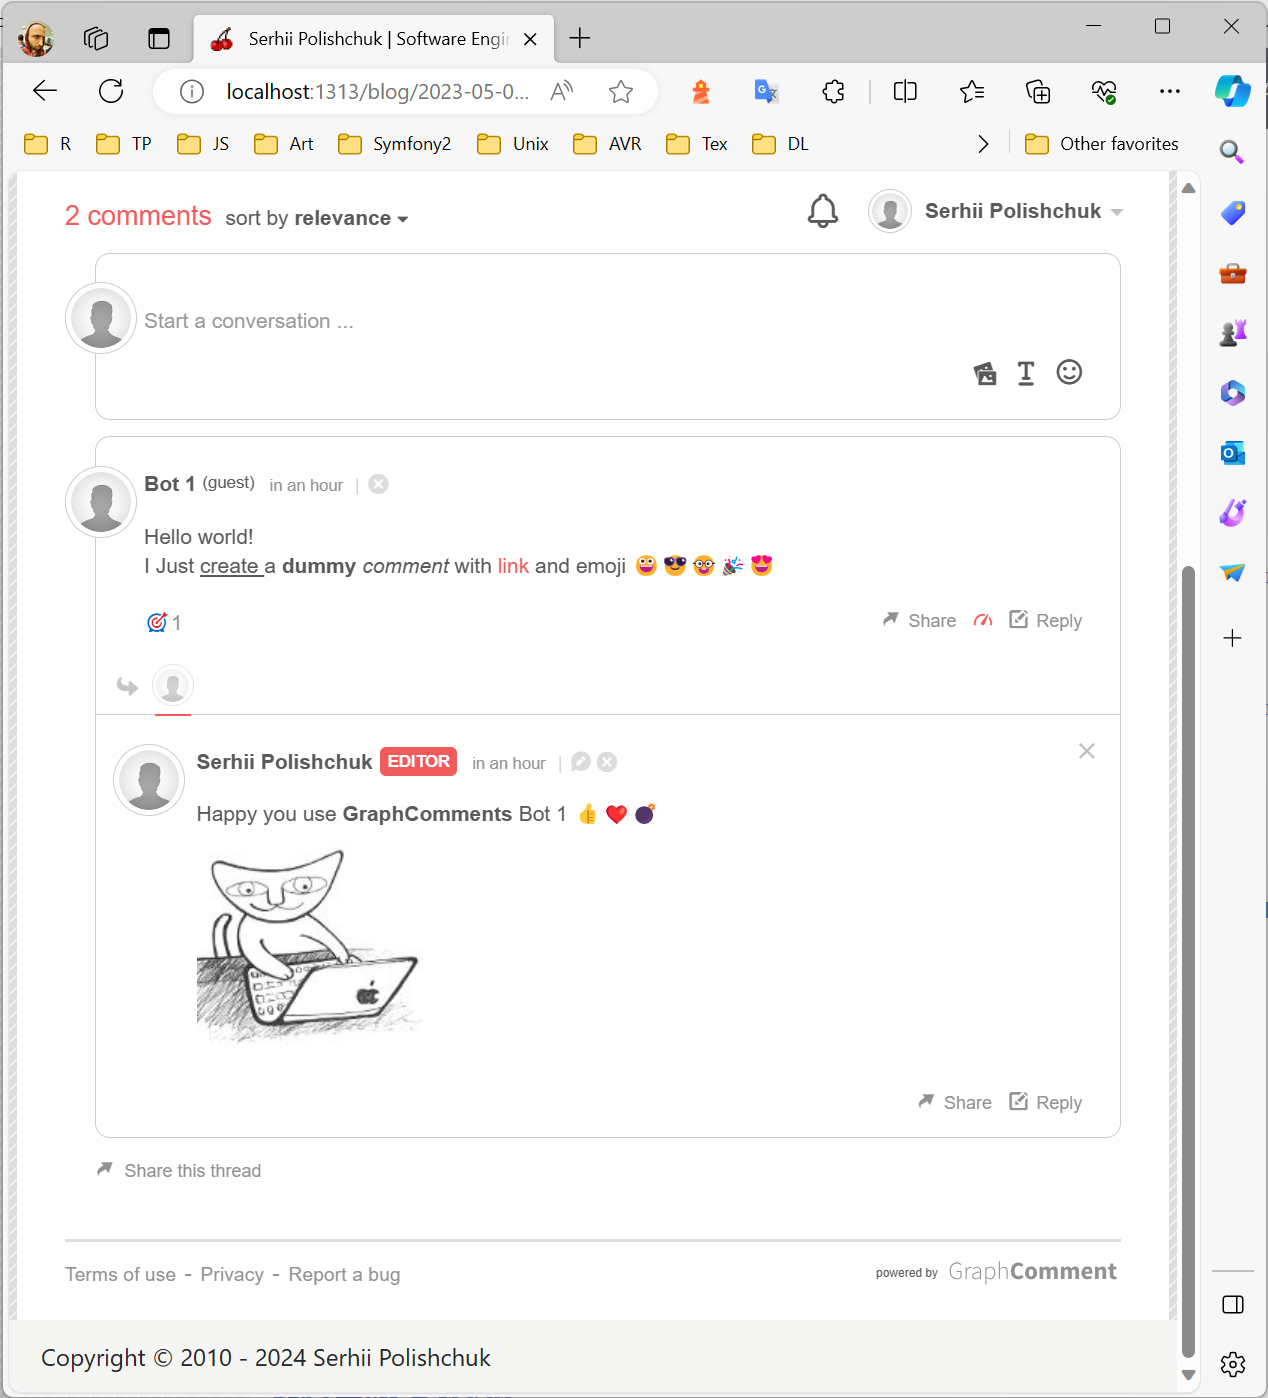 Serhii Polishchuk | Software Engin
localhost:1313/blog/2023-05-0...
R TP JS Art Symfony2 Unix AVR Tex DL Other favorites
2 comments sort by relevance Serhii Polishchuk
Start a conversation ...
Bot 1 (guest) in an hour |
Hello world!
I Just create a dummy comment with link and emoji 😀 😎 🤓 🎉 😍
🎯 1 Share Reply
Serhii Polishchuk EDITOR in an hour |
Happy you use GraphComments Bot 1 👍 ❤️ 💣
Share Reply
Share this thread
Terms of use - Privacy - Report a bug powered by GraphComment
Copyright © 2010 - 2024 Serhii Polishchuk